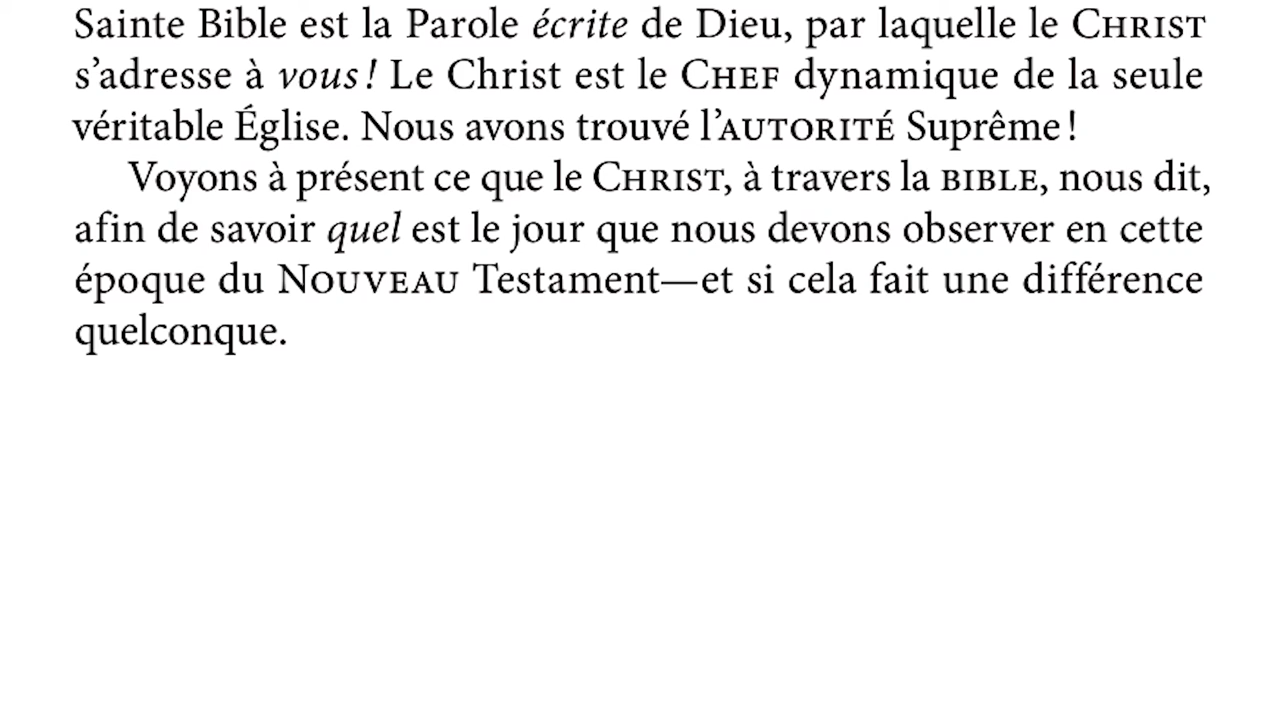 Sainte Bible est la Parole écrite de Dieu, par laquelle le CHRIST
s’adresse à vous ! Le Christ est le CHEF dynamique de la seule
véritable Église. Nous avons trouvé l’AUTORITÉ Suprême !
Voyons à présent ce que le CHRIST, à travers la BIBLE, nous dit,
afin de savoir quel est le jour que nous devons observer en cette
époque du NOUVEAU Testament—et si cela fait une différence
quelconque.